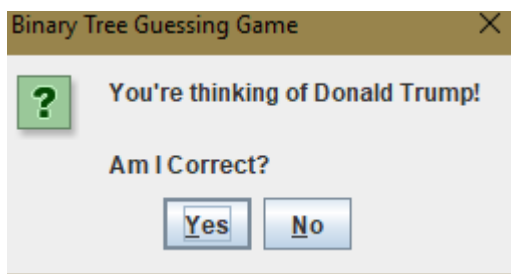 Binary Tree Guessing Game
?
You're thinking of Donald Trump!
Am I Correct?
Yes No